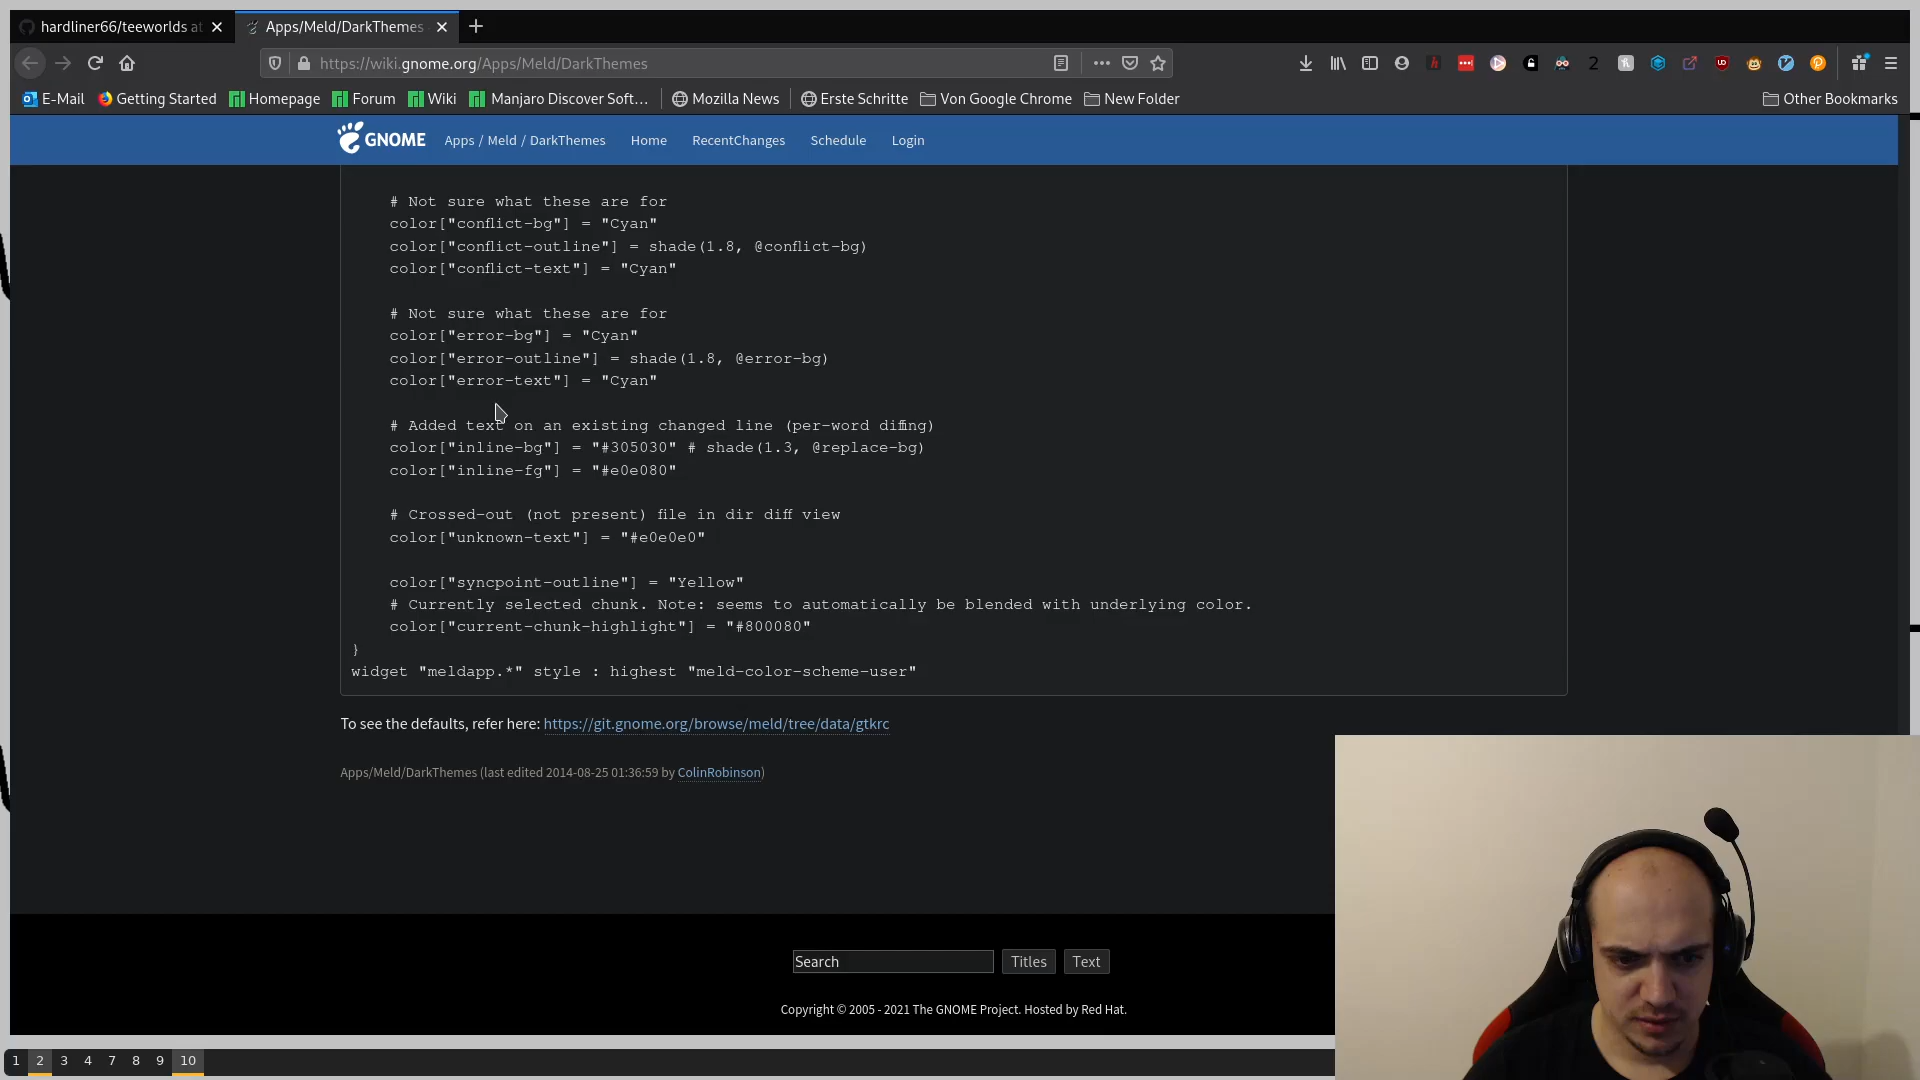 hardliner66/teeworlds at
Apps/Meld/DarkThemes
https://wiki.gnome.org/Apps/Meld/DarkThemes
2
E-Mail
Getting Started
Homepage
Forum
Wiki
Manjaro Discover Soft…
Mozilla News
Erste Schritte
Von Google Chrome
New Folder
Other Bookmarks
GNOME
Apps / Meld / DarkThemes
Home
RecentChanges
Schedule
Login
# Not sure what these are for
color["conflict-bg"] = "Cyan"
color["conflict-outline"] = shade(1.8, @conflict-bg)
color["conflict-text"] = "Cyan"
# Not sure what these are for
color["error-bg"] = "Cyan"
color["error-outline"] = shade(1.8, @error-bg)
color["error-text"] = "Cyan"
# Added text on an existing changed line (per-word diffing)
color["inline-bg"] = "#305030" # shade(1.3, @replace-bg)
color["inline-fg"] = "#e0e080"
# Crossed-out (not present) file in dir diff view
color["unknown-text"] = "#e0e0e0"
color["syncpoint-outline"] = "Yellow"
# Currently selected chunk. Note: seems to automatically be blended with underlying color.
color["current-chunk-highlight"] = "#800080"
}
widget "meldapp.*" style : highest "meld-color-scheme-user"
To see the defaults, refer here: https://git.gnome.org/browse/meld/tree/data/gtkrc
Apps/Meld/DarkThemes (last edited 2014-08-25 01:36:59 by ColinRobinson)
Search
Titles
Text
Copyright © 2005 - 2021 The GNOME Project. Hosted by Red Hat.
1 2 3 4 7 8 9 10